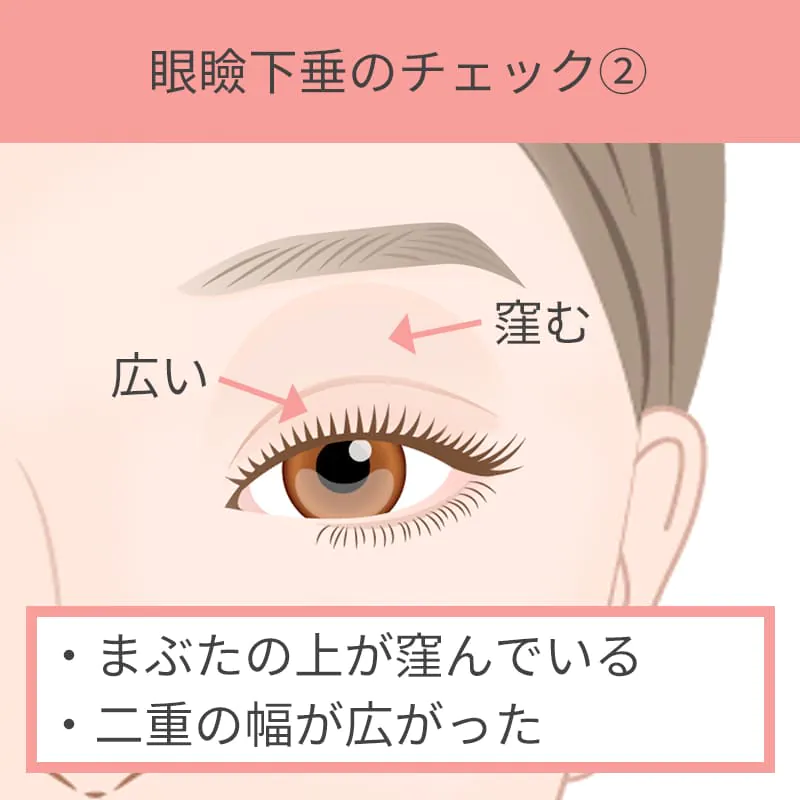 眼瞼下垂のチェック②
窪む
広い
・まぶたの上が窪んでいる
・二重の幅が広がった